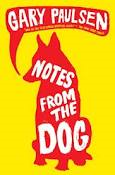 GARY PAULSEN
NOTES
FROM THE
DOG